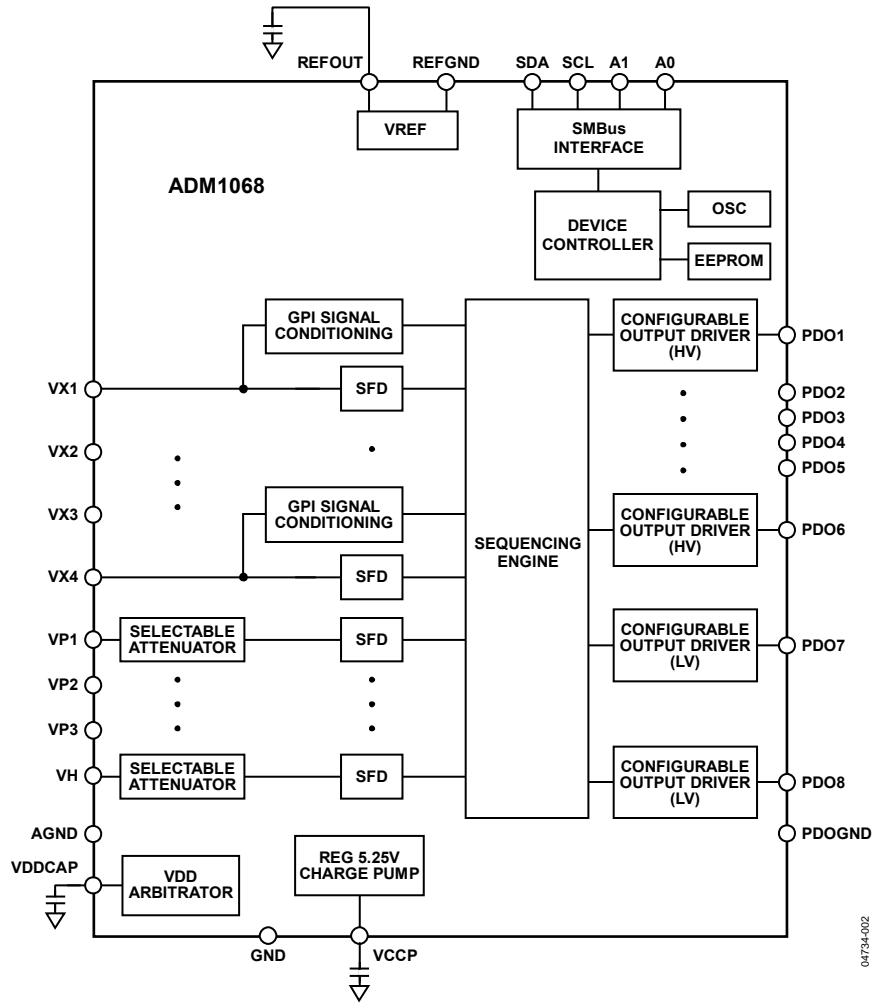 REFOUT REFGND SDA SCL A1 A0
VREF
SMBus
INTERFACE
ADM1068
DEVICE
CONTROLLER
OSC
EEPROM
GPI SIGNAL
CONDITIONING
CONFIGURABLE
OUTPUT DRIVER
(HV)
PDO1
VX1
SFD
PDO2
PDO3
PDO4
PDO5
VX2
GPI SIGNAL
CONDITIONING
VX3
SEQUENCING
ENGINE
CONFIGURABLE
OUTPUT DRIVER
(HV)
PDO6
VX4
SFD
VP1
SELECTABLE
ATTENUATOR
SFD
CONFIGURABLE
OUTPUT DRIVER
(LV)
PDO7
VP2
VP3
VH
SELECTABLE
ATTENUATOR
SFD
CONFIGURABLE
OUTPUT DRIVER
(LV)
PDO8
AGND
PDOGND
VDDCAP
VDD
ARBITRATOR
REG 5.25V
CHARGE PUMP
GND
VCCP
04734-002